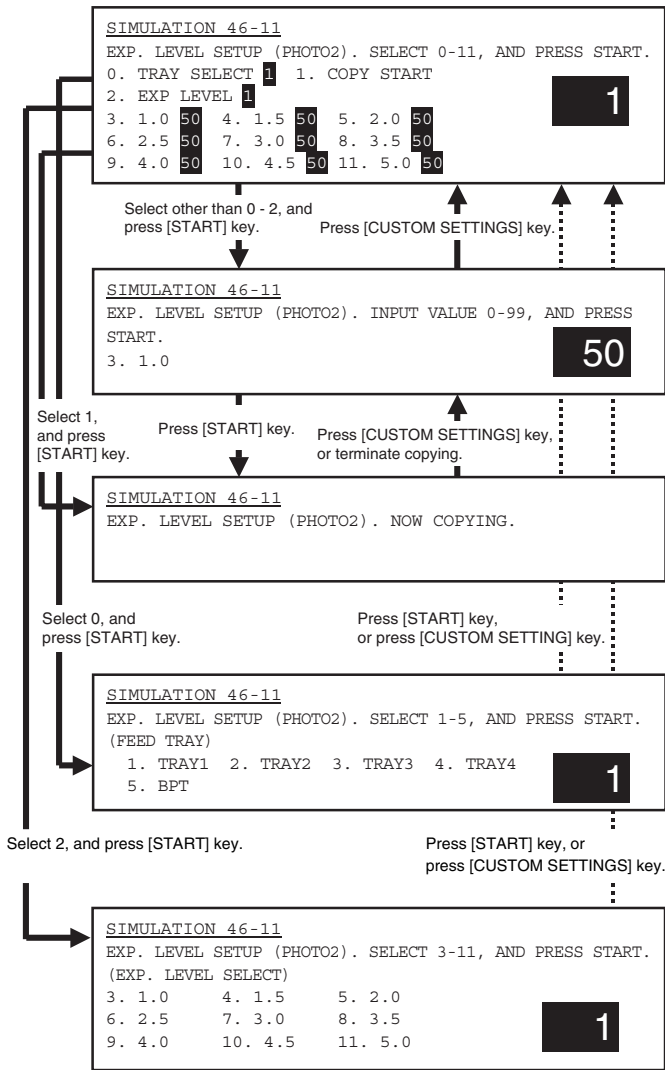 SIMULATION 46-11
EXP. LEVEL SETUP (PHOTO2). SELECT 0-11, AND PRESS START.
0. TRAY SELECT 1 1. COPY START
2. EXP LEVEL 1
1
3. 1.0 50 4. 1.5 50 5. 2.0 50
6. 2.5 50 7. 3.0 50 8. 3.5 50
9. 4.0 50 10. 4.5 50 11. 5.0 50
Select other than 0 - 2, and
press [START] key.
Press [CUSTOM SETTINGS] key.
SIMULATION 46-11
EXP. LEVEL SETUP (PHOTO2). INPUT VALUE 0-99, AND PRESS
START.
3. 1.0
50
Select 1,
and press
[START] key.
Press [START] key.
Press [CUSTOM SETTINGS] key,
or terminate copying.
SIMULATION 46-11
EXP. LEVEL SETUP (PHOTO2). NOW COPYING.
Select 0, and
press [START] key.
Press [START] key,
or press [CUSTOM SETTING] key.
SIMULATION 46-11
EXP. LEVEL SETUP (PHOTO2). SELECT 1-5, AND PRESS START.
(FEED TRAY)
1. TRAY1 2. TRAY2 3. TRAY3 4. TRAY4
5. BPT
1
Select 2, and press [START] key.
Press [START] key, or
press [CUSTOM SETTINGS] key.
SIMULATION 46-11
EXP. LEVEL SETUP (PHOTO2). SELECT 3-11, AND PRESS START.
(EXP. LEVEL SELECT)
3. 1.0 4. 1.5 5. 2.0
6. 2.5 7. 3.0 8. 3.5
9. 4.0 10. 4.5 11. 5.0
1